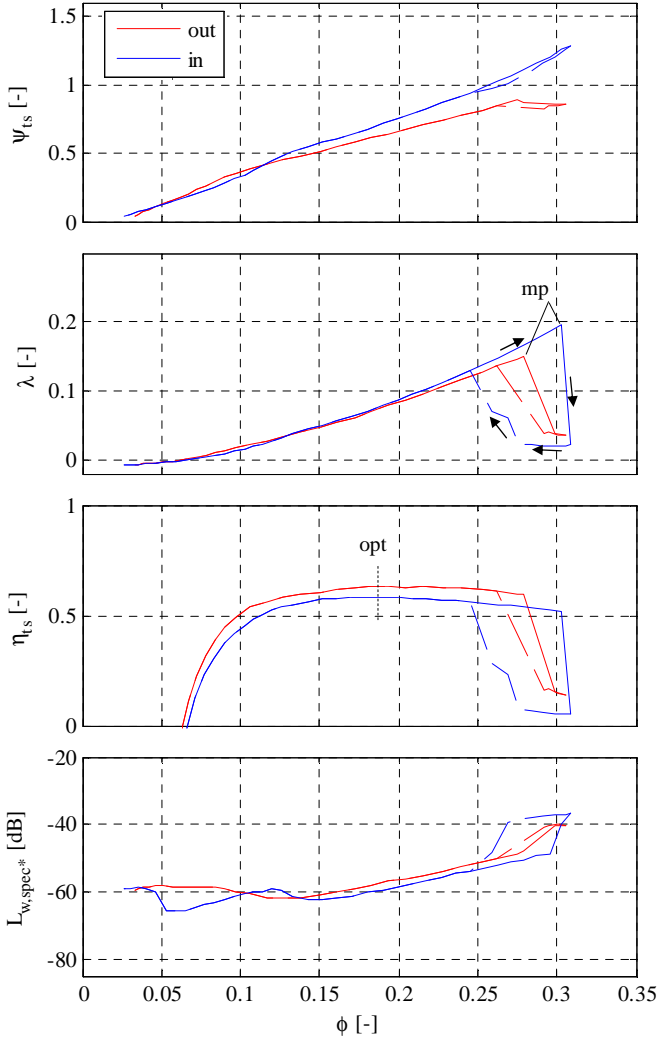 1.5
out
in
1
0.5
0
ψts [-]
mp
0.2
0.1
0
λ [-]
1
opt
0.5
0
ηts [-]
-20
-40
-60
-80
Lw,spec* [dB]
0 0.05 0.1 0.15 0.2 0.25 0.3 0.35
ϕ [-]